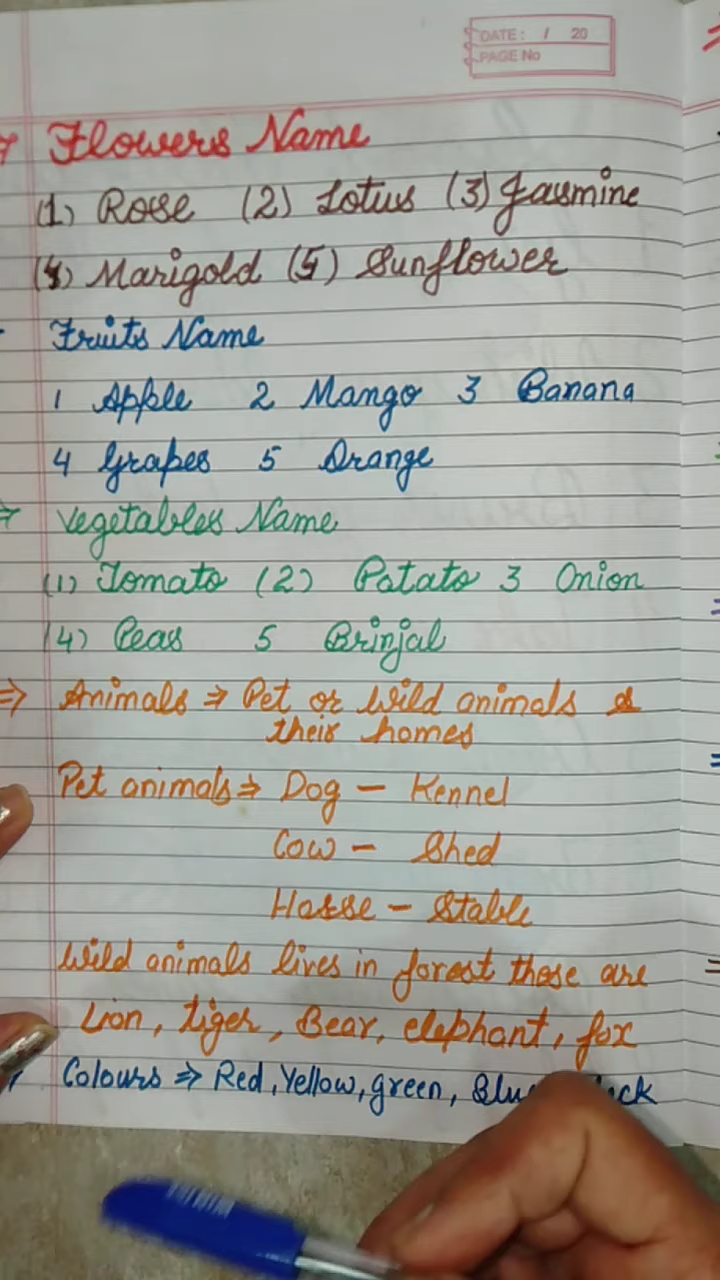 DATE: / 20
PAGE No
Flowers Name
(1) Rose (2) Lotus (3) Jasmine
(4) Marigold (5) Sunflower
Fruits Name
1 Apple 2 Mango 3 Banana
4 Grapes 5 Orange
Vegetables Name
(1) Tomato (2) Potato 3 Onion
(4) Peas 5 Brinjal
⇒ Animals ⇒ Pet or Wild animals &
their homes
Pet animals ⇒ Dog – Kennel
Cow – Shed
Horse – Stable
Wild animals lives in forest those are
Lion, tiger, Bear, elephant, fox
Colours ⇒ Red, Yellow, green,